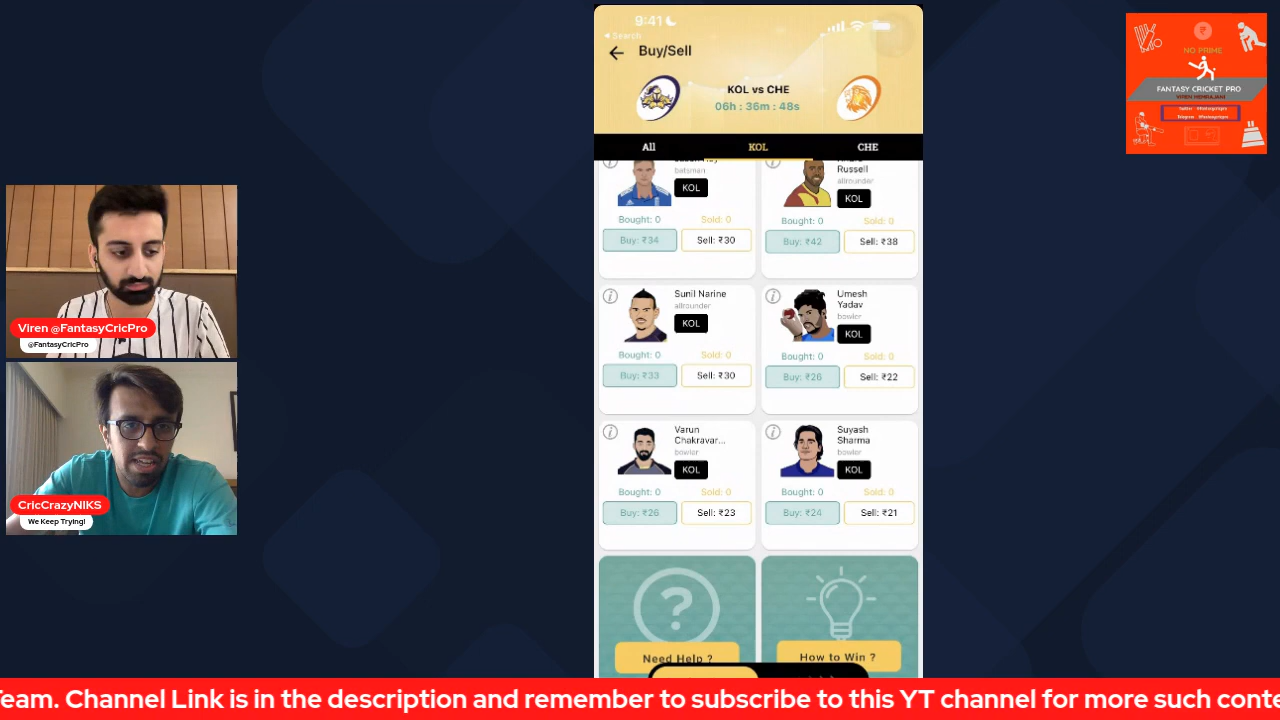 9:41
Search
Buy/Sell
KOL vs CHE
06h : 36m : 48s
All
KOL
CHE
batsman
KOL
Bought: 0
Sold: 0
Buy: ₹34
Sell: ₹30
Russell
allrounder
KOL
Bought: 0
Sold: 0
Buy: ₹42
Sell: ₹38
Sunil Narine
allrounder
KOL
Bought: 0
Sold: 0
Buy: ₹33
Sell: ₹30
Umesh
Yadav
bowler
KOL
Bought: 0
Sold: 0
Buy: ₹26
Sell: ₹22
Varun
Chakravar...
bowler
KOL
Bought: 0
Sold: 0
Buy: ₹26
Sell: ₹23
Suyash
Sharma
bowler
KOL
Bought: 0
Sold: 0
Buy: ₹24
Sell: ₹21
Need Help ?
How to Win ?
Viren @FantasyCricPro
@FantasyCricPro
CricCrazyNIKS
We Keep Trying!
NO PRIME
FANTASY CRICKET PRO
VIREN HEMRAJANI
Team. Channel Link is in the description and remember to subscribe to this YT channel for more such conte